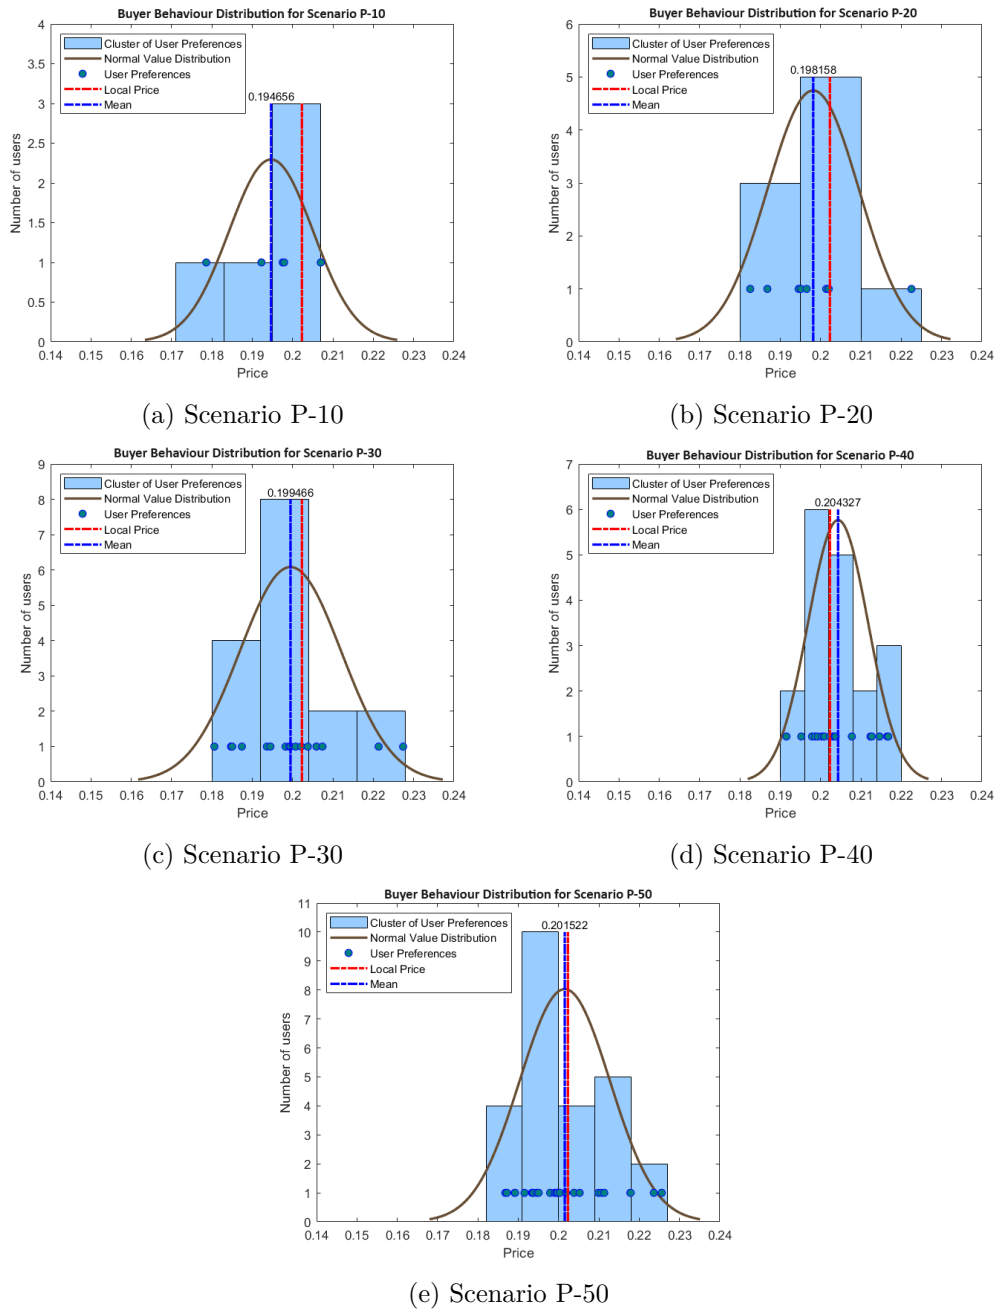 Buyer Behaviour Distribution for Scenario P-10
4
3.5
3
2.5
2
1.5
1
0.5
0
Number of users
Cluster of User Preferences
Normal Value Distribution
User Preferences
Local Price
Mean
0.194656
0.14 0.15 0.16 0.17 0.18 0.19 0.2 0.21 0.22 0.23 0.24
Price
(a) Scenario P-10
Buyer Behaviour Distribution for Scenario P-20
6
5
4
3
2
1
0
Number of users
Cluster of User Preferences
Normal Value Distribution
User Preferences
Local Price
Mean
0.198158
0.14 0.15 0.16 0.17 0.18 0.19 0.2 0.21 0.22 0.23 0.24
Price
(b) Scenario P-20
Buyer Behaviour Distribution for Scenario P-30
9
8
7
6
5
4
3
2
1
0
Number of users
Cluster of User Preferences
Normal Value Distribution
User Preferences
Local Price
Mean
0.199466
0.14 0.15 0.16 0.17 0.18 0.19 0.2 0.21 0.22 0.23 0.24
Price
(c) Scenario P-30
Buyer Behaviour Distribution for Scenario P-40
7
6
5
4
3
2
1
0
Number of users
Cluster of User Preferences
Normal Value Distribution
User Preferences
Local Price
Mean
0.204327
0.14 0.15 0.16 0.17 0.18 0.19 0.2 0.21 0.22 0.23 0.24
Price
(d) Scenario P-40
Buyer Behaviour Distribution for Scenario P-50
11
10
9
8
7
6
5
4
3
2
1
0
Number of users
Cluster of User Preferences
Normal Value Distribution
User Preferences
Local Price
Mean
0.201522
0.14 0.15 0.16 0.17 0.18 0.19 0.2 0.21 0.22 0.23 0.24
Price
(e) Scenario P-50